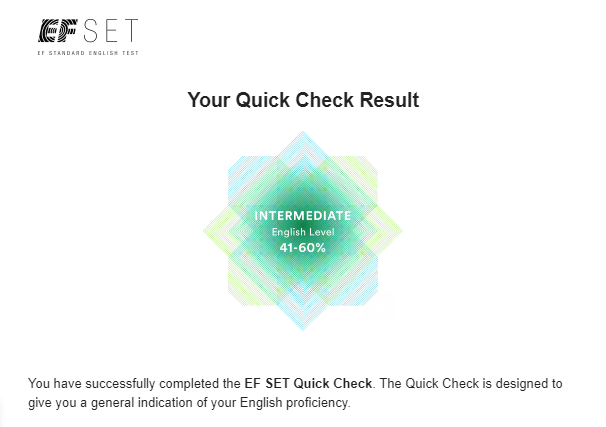 EF SET
EF STANDARD ENGLISH TEST
Your Quick Check Result
INTERMEDIATE
English Level
41-60%
You have successfully completed the EF SET Quick Check. The Quick Check is designed to
give you a general indication of your English proficiency.